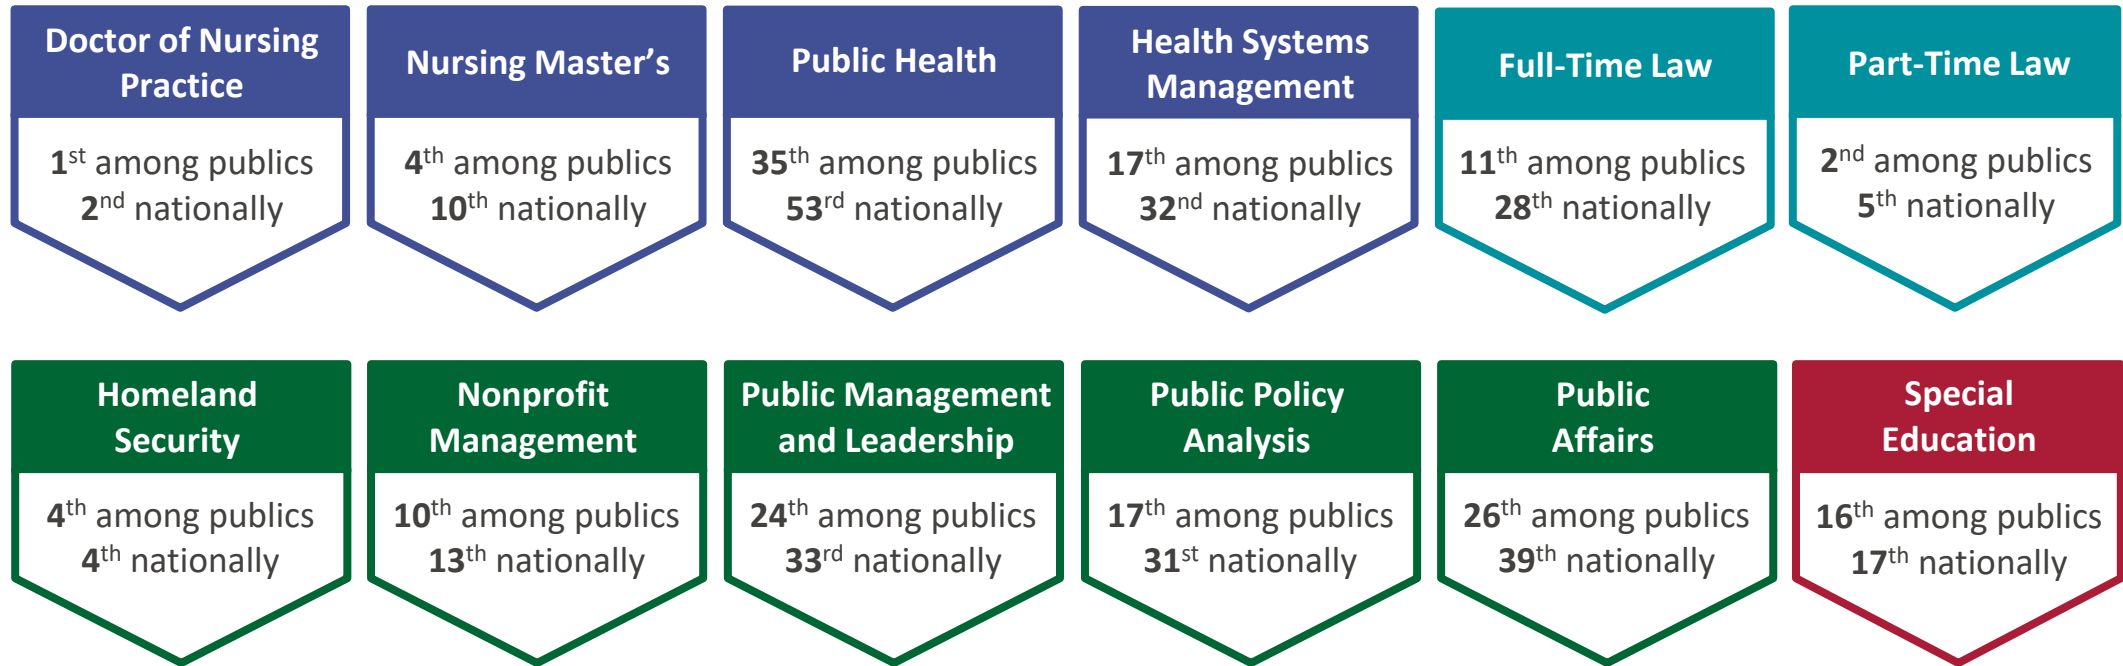 Doctor of Nursing
Practice
1st among publics
2nd nationally
Nursing Master's
4th among publics
10th nationally
Public Health
35th among publics
53rd nationally
Health Systems
Management
17th among publics
32nd nationally
Full-Time Law
11th among publics
28th nationally
Part-Time Law
2nd among publics
5th nationally
Homeland
Security
4th among publics
4th nationally
Nonprofit
Management
10th among publics
13th nationally
Public Management
and Leadership
24th among publics
33rd nationally
Public Policy
Analysis
17th among publics
31st nationally
Public
Affairs
26th among publics
39th nationally
Special
Education
16th among publics
17th nationally